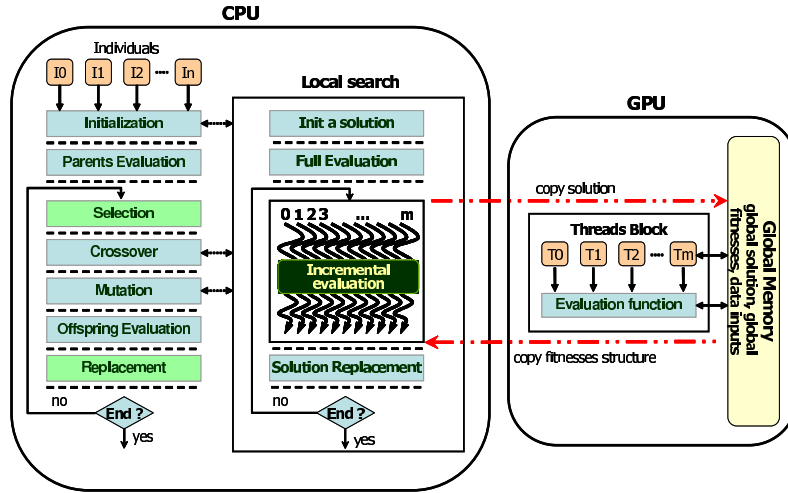 CPU
Individuals
I0 I1 I2 ···· In
Initialization
Parents Evaluation
Selection
Crossover
Mutation
Offspring Evaluation
Replacement
no
End ?
yes
Local search
Init a solution
Full Evaluation
0 1 2 3 ... m
Incremental
evaluation
Solution Replacement
no
End ?
yes
copy solution
copy fitnesses structure
GPU
Threads Block
T0 T1 T2 ···· Tm
Evaluation function
Global Memory
global solution, global
fitnesses, data inputs